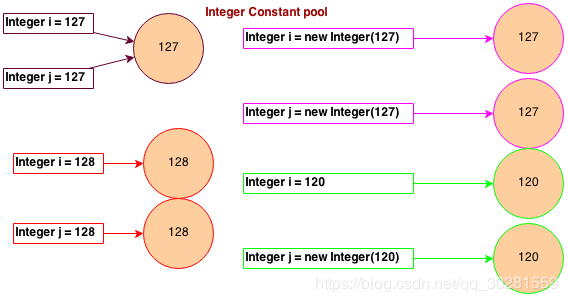 Integer Constant pool
Integer i = 127
Integer j = 127
127
Integer i = 128
128
Integer j = 128
128
Integer i = new Integer(127)
127
Integer j = new Integer(127)
127
Integer i = 120
120
Integer j = new Integer(120)
120
https://blog.csdn.net/qq_30281559